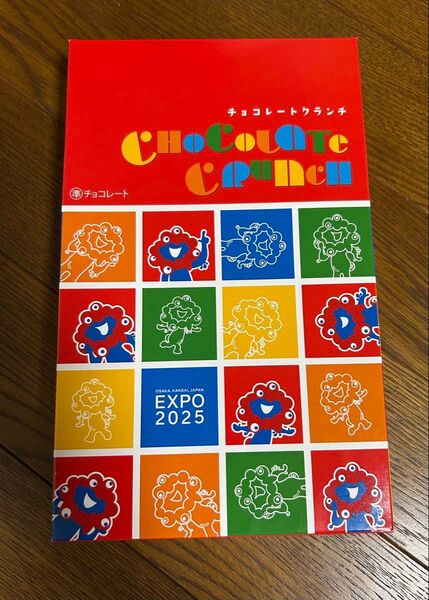 チョコレートクランチ
CHOCOLATE
CRUNCH
準チョコレート
OSAKA, KANSAI, JAPAN
EXPO
2025